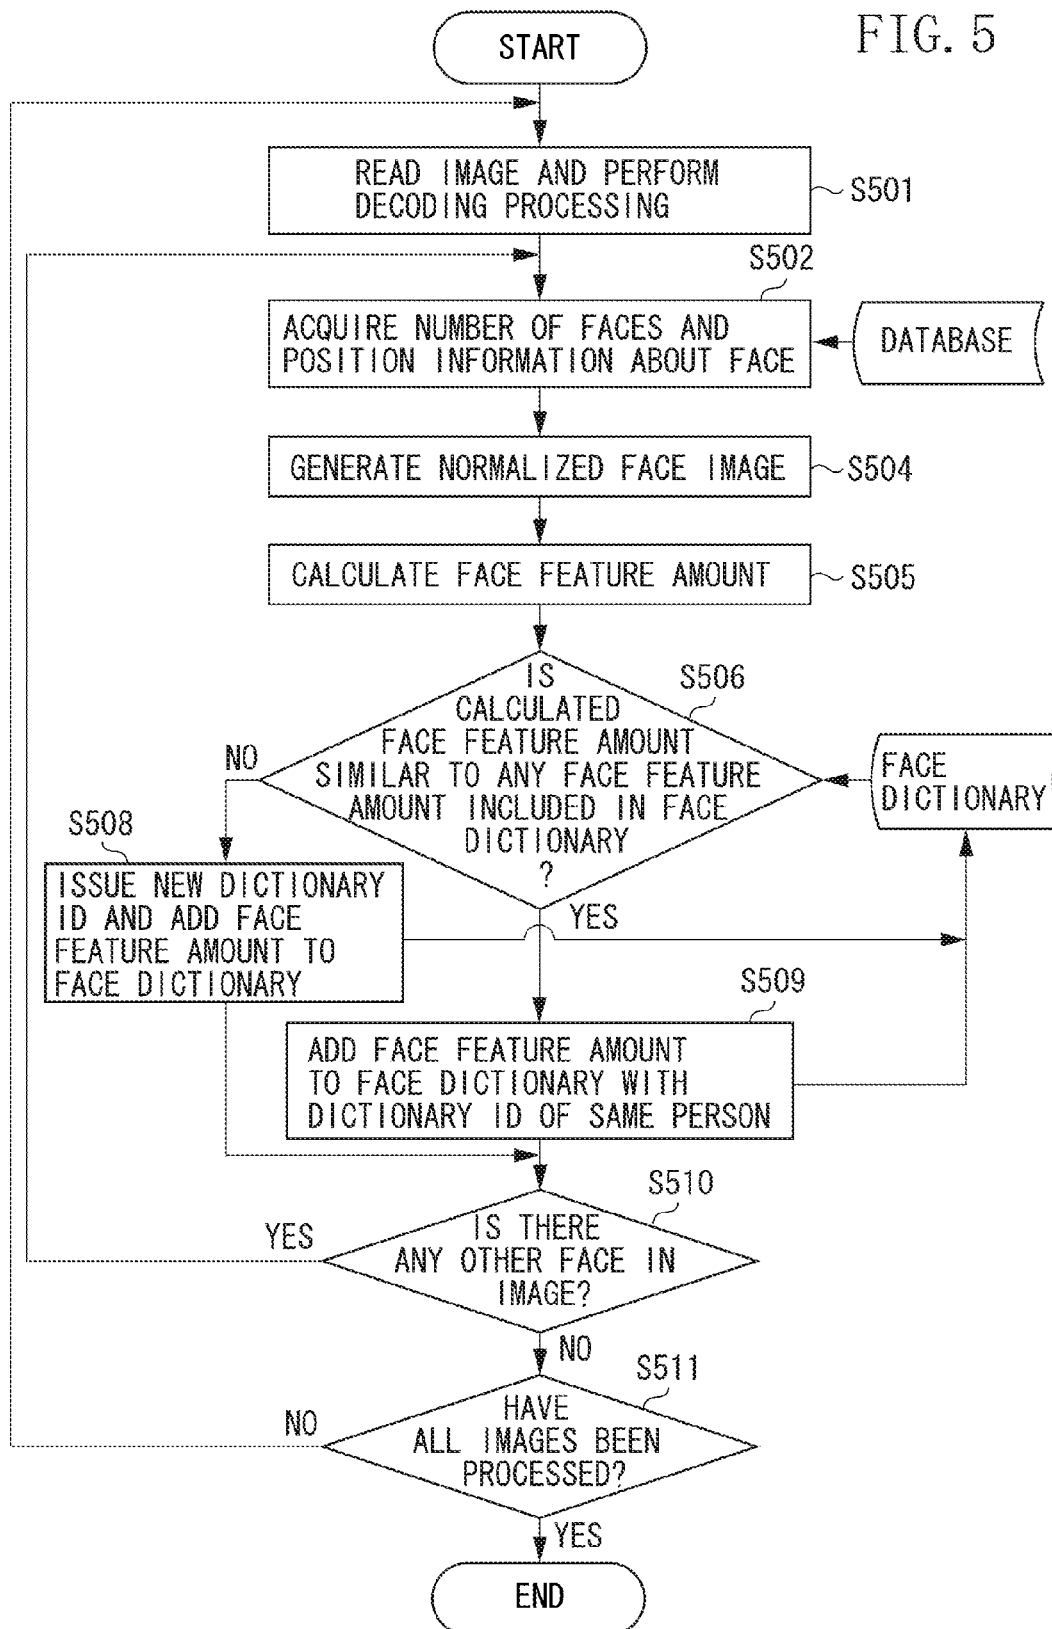 FIG. 5
START
READ IMAGE AND PERFORM
DECODING PROCESSING
S501
S502
ACQUIRE NUMBER OF FACES AND
POSITION INFORMATION ABOUT FACE
DATABASE
GENERATE NORMALIZED FACE IMAGE
S504
CALCULATE FACE FEATURE AMOUNT
S505
S506
IS
CALCULATED
FACE FEATURE AMOUNT
SIMILAR TO ANY FACE FEATURE
AMOUNT INCLUDED IN FACE
DICTIONARY
?
NO
FACE
DICTIONARY
S508
ISSUE NEW DICTIONARY
ID AND ADD FACE
FEATURE AMOUNT TO
FACE DICTIONARY
YES
S509
ADD FACE FEATURE AMOUNT
TO FACE DICTIONARY WITH
DICTIONARY ID OF SAME PERSON
S510
YES
IS THERE
ANY OTHER FACE IN
IMAGE?
NO
S511
NO
HAVE
ALL IMAGES BEEN
PROCESSED?
YES
END